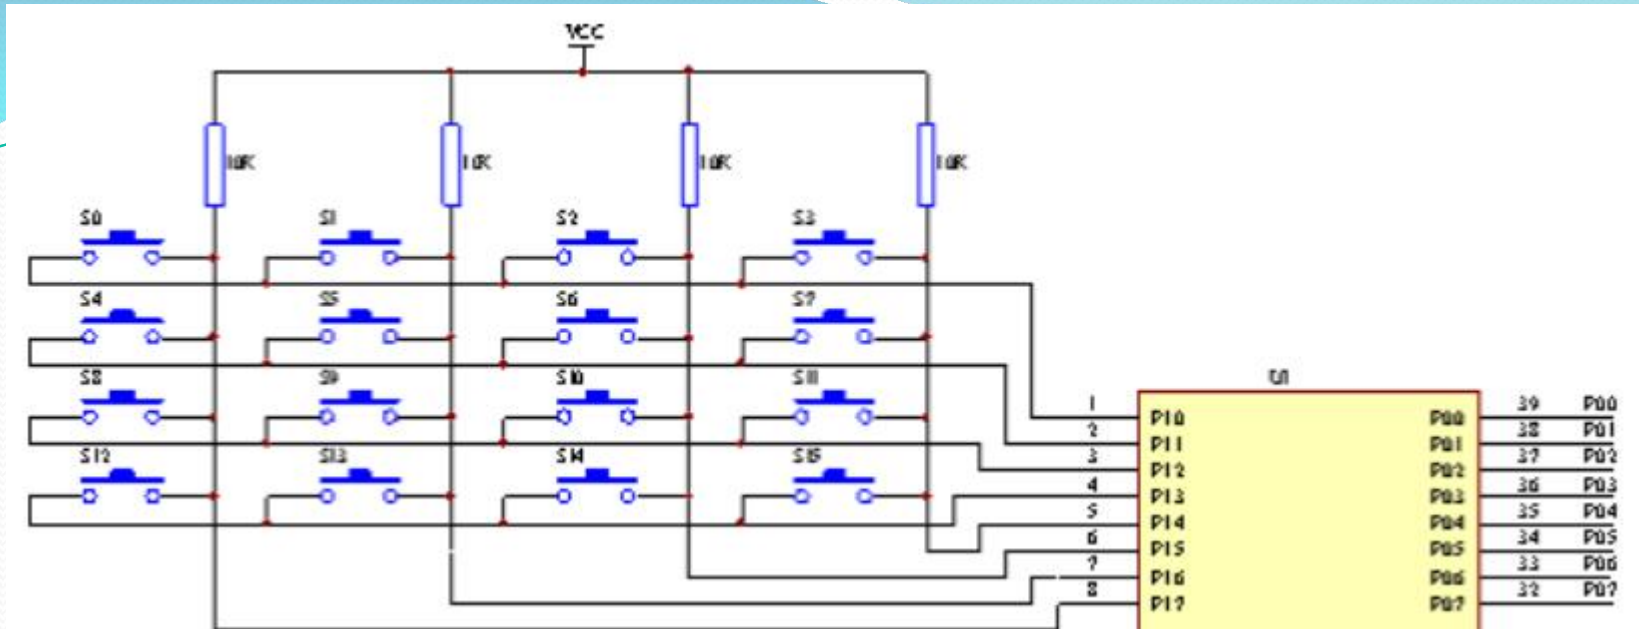 VCC
10K 10K 10K 10K
S0 S1 S2 S3
S4 S5 S6 S7
S8 S9 S10 S11
U1
S12 S13 S14 S15
1 P10 P00 39 P00
2 P11 P01 38 P01
3 P12 P02 37 P02
4 P13 P03 36 P03
5 P14 P04 35 P04
6 P15 P05 34 P05
7 P16 P06 33 P06
8 P17 P07 32 P07